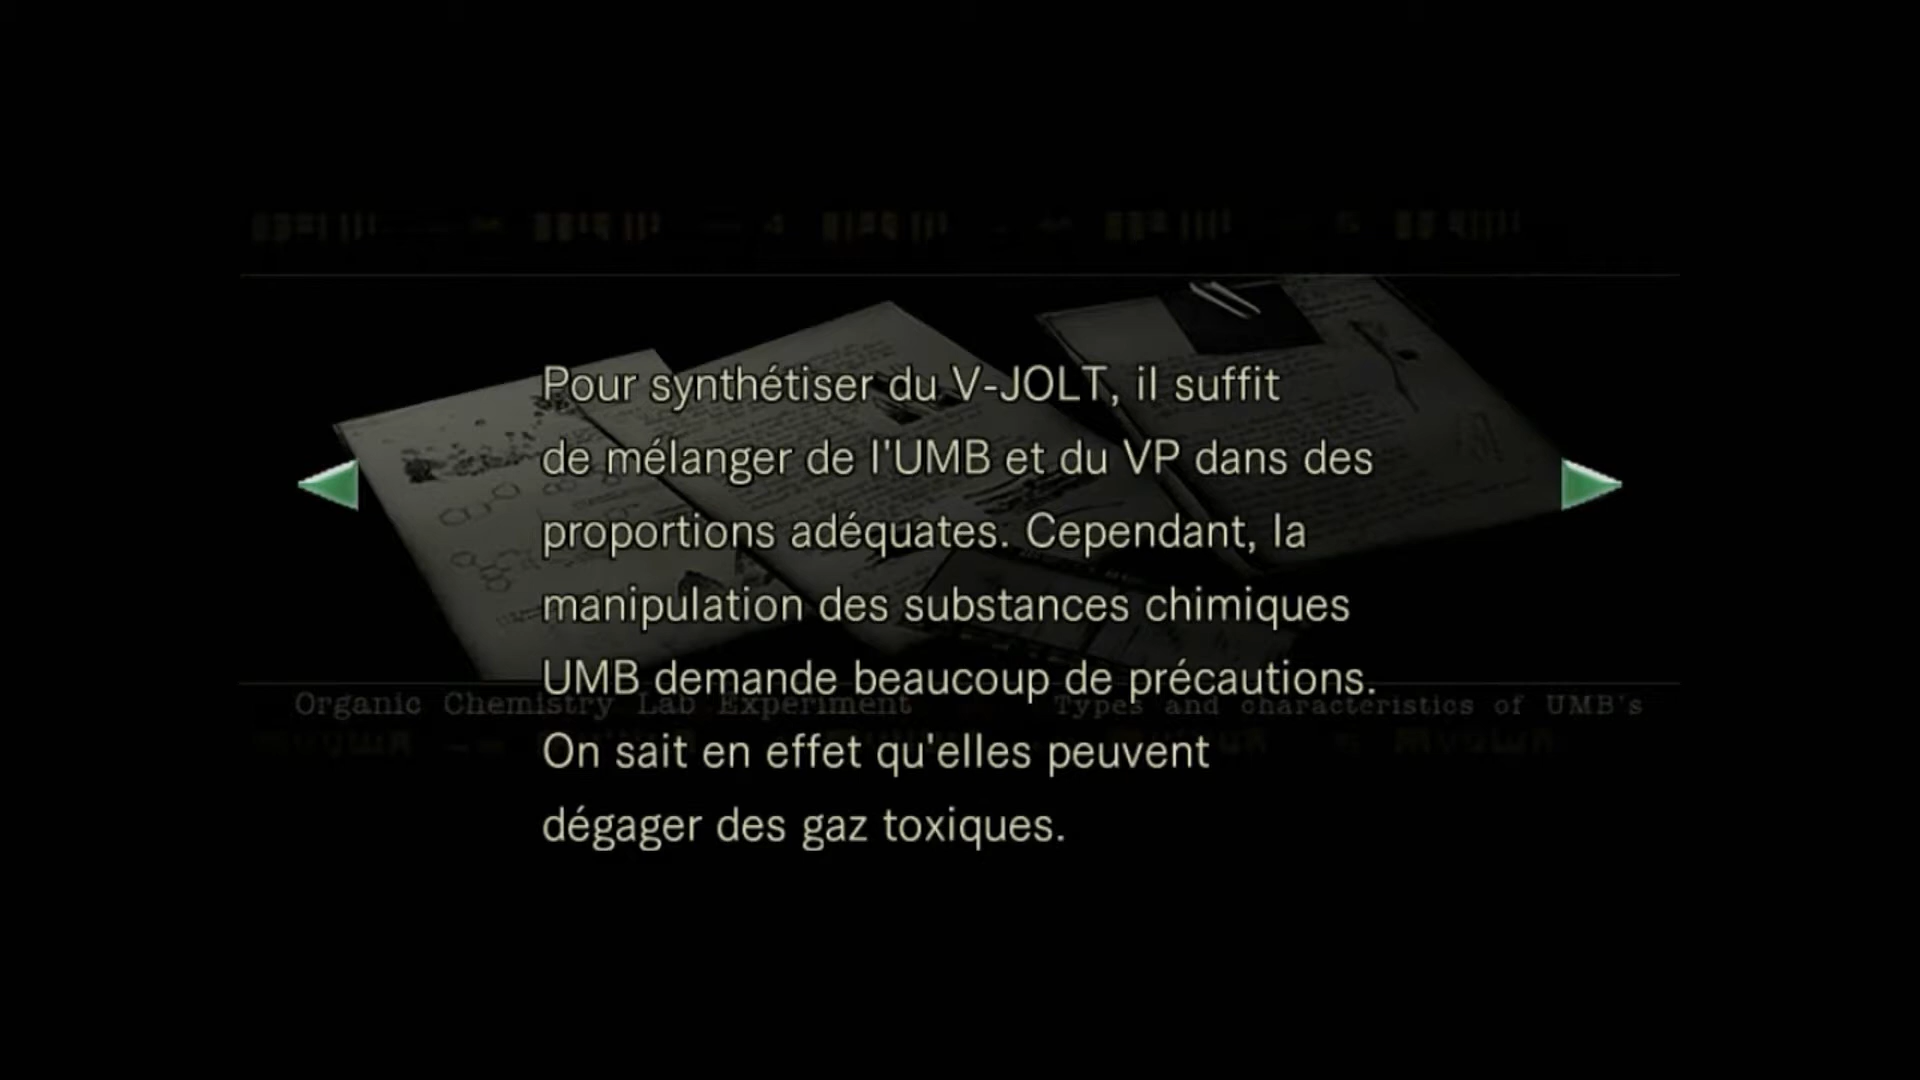 Pour synthétiser du V-JOLT, il suffit
de mélanger de l'UMB et du VP dans des
proportions adéquates. Cependant, la
manipulation des substances chimiques
UMB demande beaucoup de précautions.
Organic Chemistry Lab Experiment Types and characteristics of UMB's
On sait en effet qu'elles peuvent
dégager des gaz toxiques.